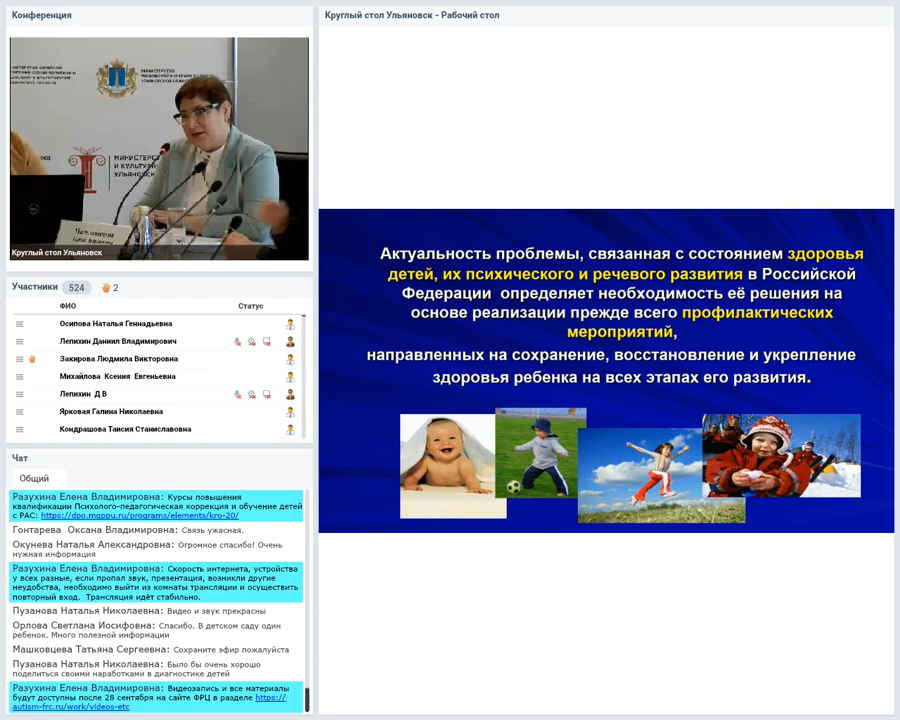 Конференция
МИНИСТЕРСТВО
МИНИСТЕРС
И КУЛЬТУР
УЛЬЯНОВСК
Круглый стол Ульяновск
Участники 524 2
ФИО Статус
Осипова Наталья Геннадьевна
Лепихин Даниил Владимирович
Закирова Людмила Викторовна
Михайлова Ксения Евгеньевна
Лепихин Д В
Ярковая Галина Николаевна
Кондрашова Таисия Станиславовна
Чат
Общий
Разухина Елена Владимировна: Курсы повышения
квалификации Психолого-педагогическая коррекция и обучение детей
с РАС: https://dpo.mgppu.ru/programs/elements/kro-20/
Гонтарева Оксана Владимировна: Связь ужасная.
Окунева Наталья Александровна: Огромное спасибо! Очень
нужная информация
Разухина Елена Владимировна: Скорость интернета, устройства
у всех разные, если пропал звук, презентация, возникли другие
неудобства, необходимо выйти из комнаты трансляции и осуществить
повторный вход. Трансляция идёт стабильно.
Пузанова Наталья Николаевна: Видео и звук прекрасны
Орлова Светлана Иосифовна: Спасибо. В детском саду один
ребенок. Много полезной информации
Машковцева Татьяна Сергеевна: Сохраните эфир пожалуйста
Пузанова Наталья Николаевна: Было бы очень хорошо
поделиться своими наработками в диагностике детей
Разухина Елена Владимировна: Видеозапись и все материалы
будут доступны после 28 сентября на сайте ФРЦ в разделе https://
autism-frc.ru/work/videos-etc
Круглый стол Ульяновск - Рабочий стол
Актуальность проблемы, связанная с состоянием здоровья
детей, их психического и речевого развития в Российской
Федерации определяет необходимость её решения на
основе реализации прежде всего профилактических
мероприятий,
направленных на сохранение, восстановление и укрепление
здоровья ребенка на всех этапах его развития.